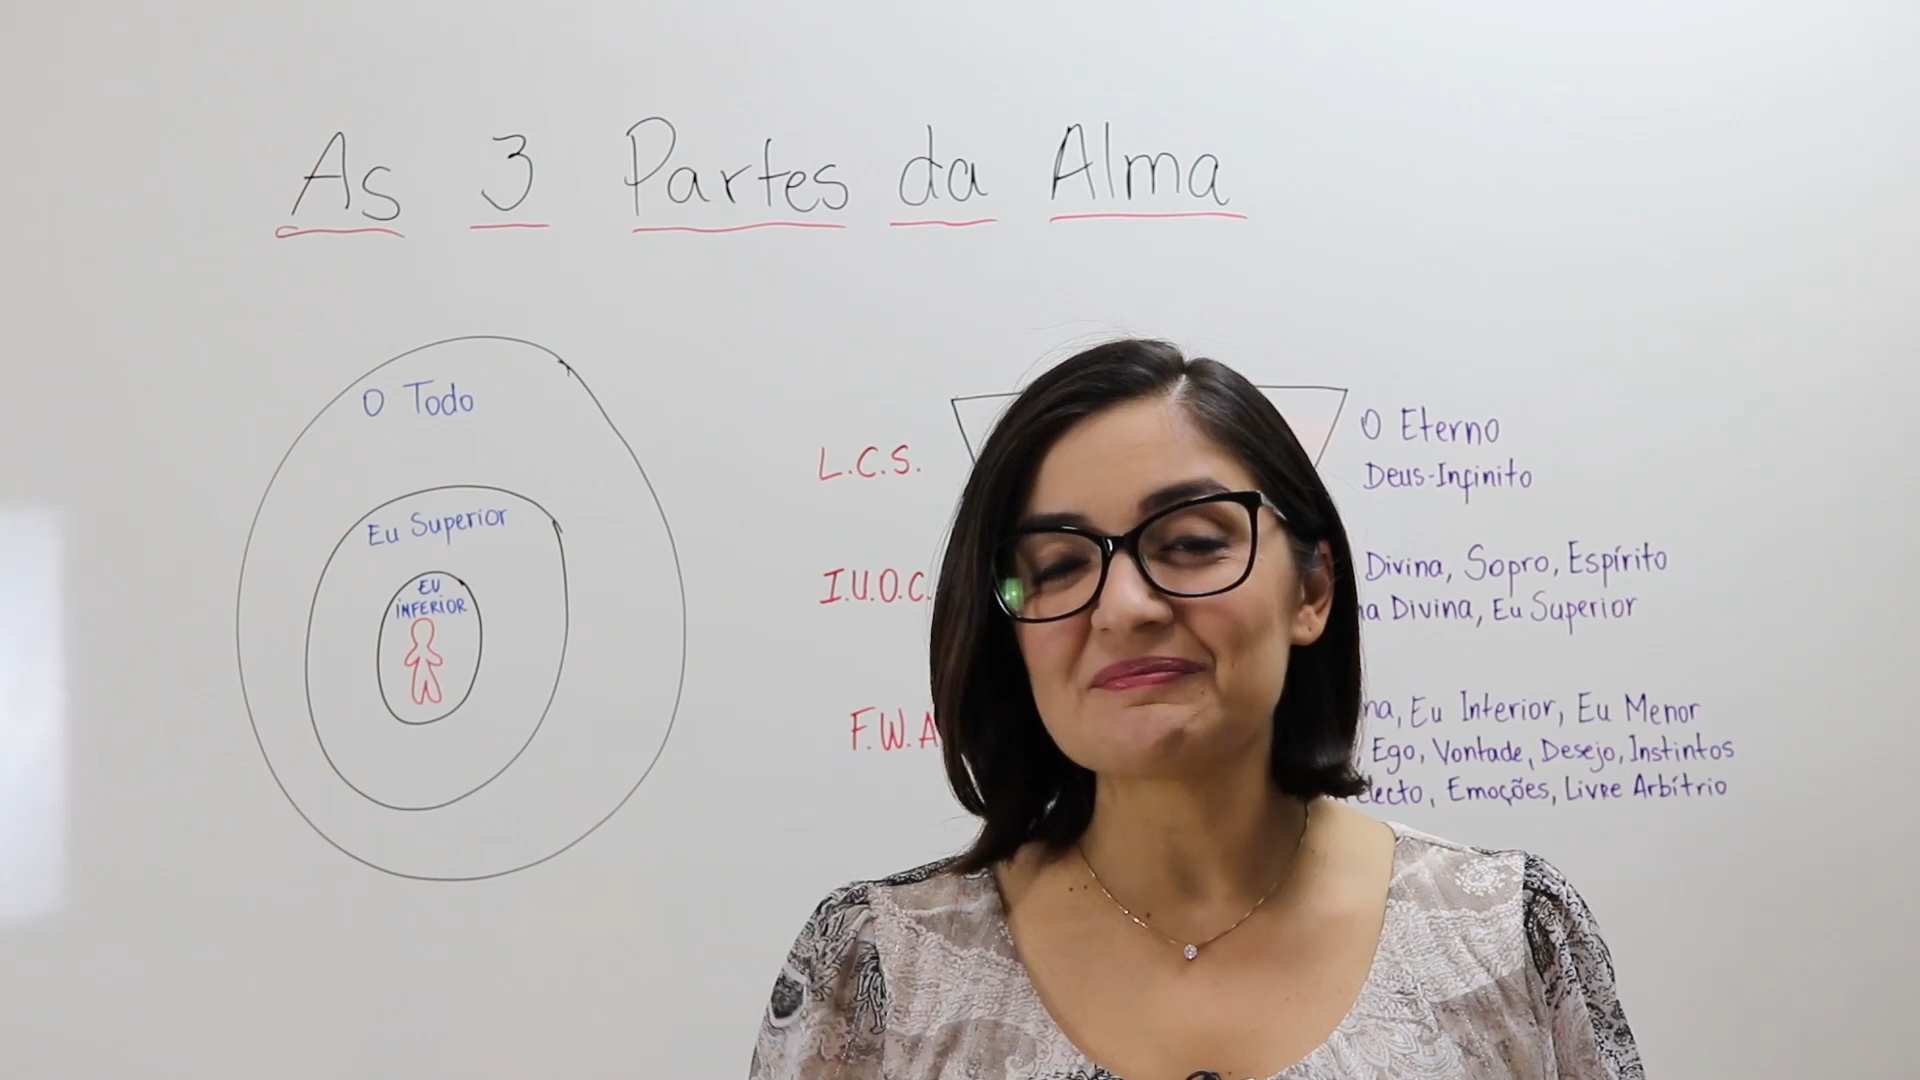 As 3 Partes da Alma
O Todo
Eu Superior
EU
INFERIOR
L.C.S.
I.U.O.C.
F.W.A
O Eterno
Deus-Infinito
Divina, Sopro, Espírito
Divina, Eu Superior
Eu Interior, Eu Menor
Ego, Vontade, Desejo, Instintos
Emoções, Livre Arbítrio